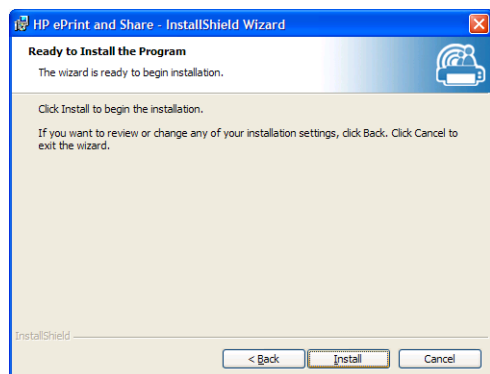 HP ePrint and Share - InstallShield Wizard
Ready to Install the Program
The wizard is ready to begin installation.
Click Install to begin the installation.
If you want to review or change any of your installation settings, click Back. Click Cancel to
exit the wizard.
InstallShield
< Back
Install
Cancel